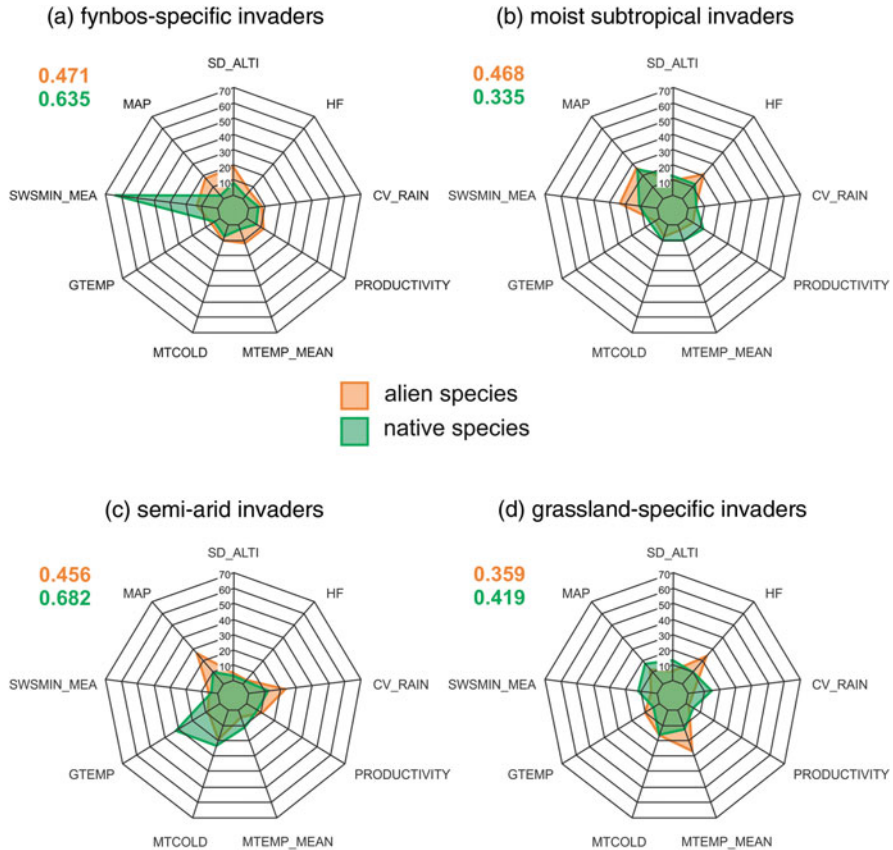 (a) fynbos-specific invaders
0.471
0.635
SD_ALTI
HF
CV_RAIN
PRODUCTIVITY
MTEMP_MEAN
MTCOLD
GTEMP
SWSMIN_MEA
MAP
70
60
50
40
30
20
10
(b) moist subtropical invaders
0.468
0.335
SD_ALTI
HF
CV_RAIN
PRODUCTIVITY
MTEMP_MEAN
MTCOLD
GTEMP
SWSMIN_MEA
MAP
70
60
50
40
30
20
10
alien species
native species
(c) semi-arid invaders
0.456
0.682
SD_ALTI
HF
CV_RAIN
PRODUCTIVITY
MTEMP_MEAN
MTCOLD
GTEMP
SWSMIN_MEA
MAP
70
60
50
40
30
20
10
(d) grassland-specific invaders
0.359
0.419
SD_ALTI
HF
CV_RAIN
PRODUCTIVITY
MTEMP_MEAN
MTCOLD
GTEMP
SWSMIN_MEA
MAP
70
60
50
40
30
20
10